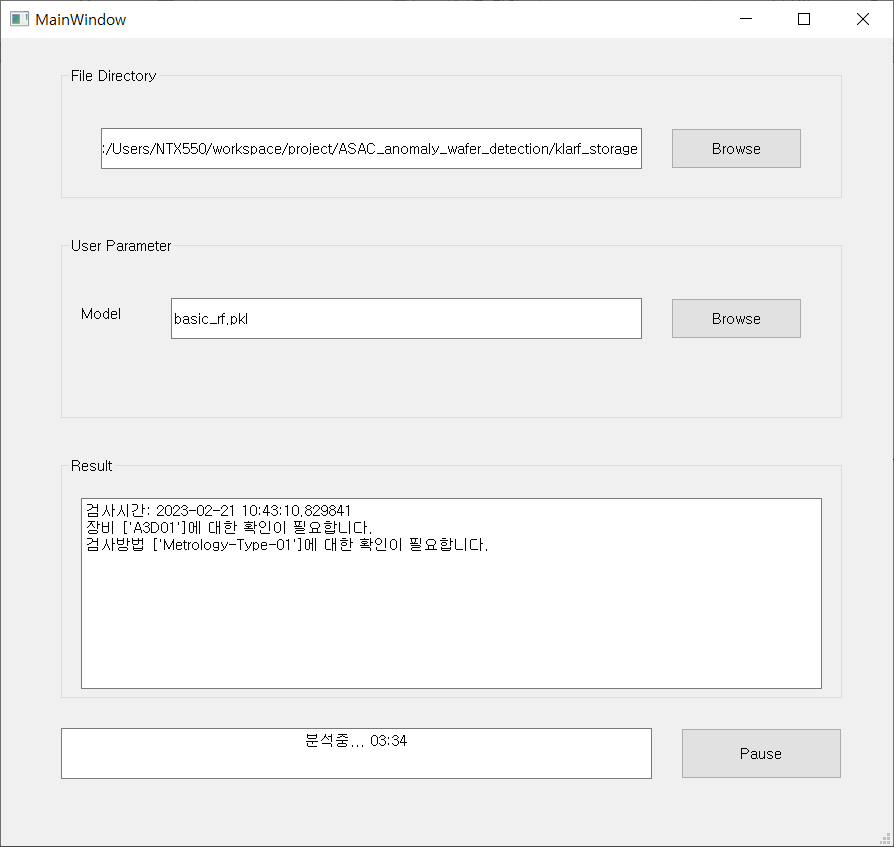 MainWindow
File Directory
:/Users/NTX550/workspace/project/ASAC_anomaly_wafer_detection/klarf_storage
Browse
User Parameter
Model
basic_rf.pkl
Browse
Result
검사시간: 2023-02-21 10:43:10.829841
장비 ['A3D01']에 대한 확인이 필요합니다.
검사방법 ['Metrology-Type-01']에 대한 확인이 필요합니다.
분석중... 03:34
Pause